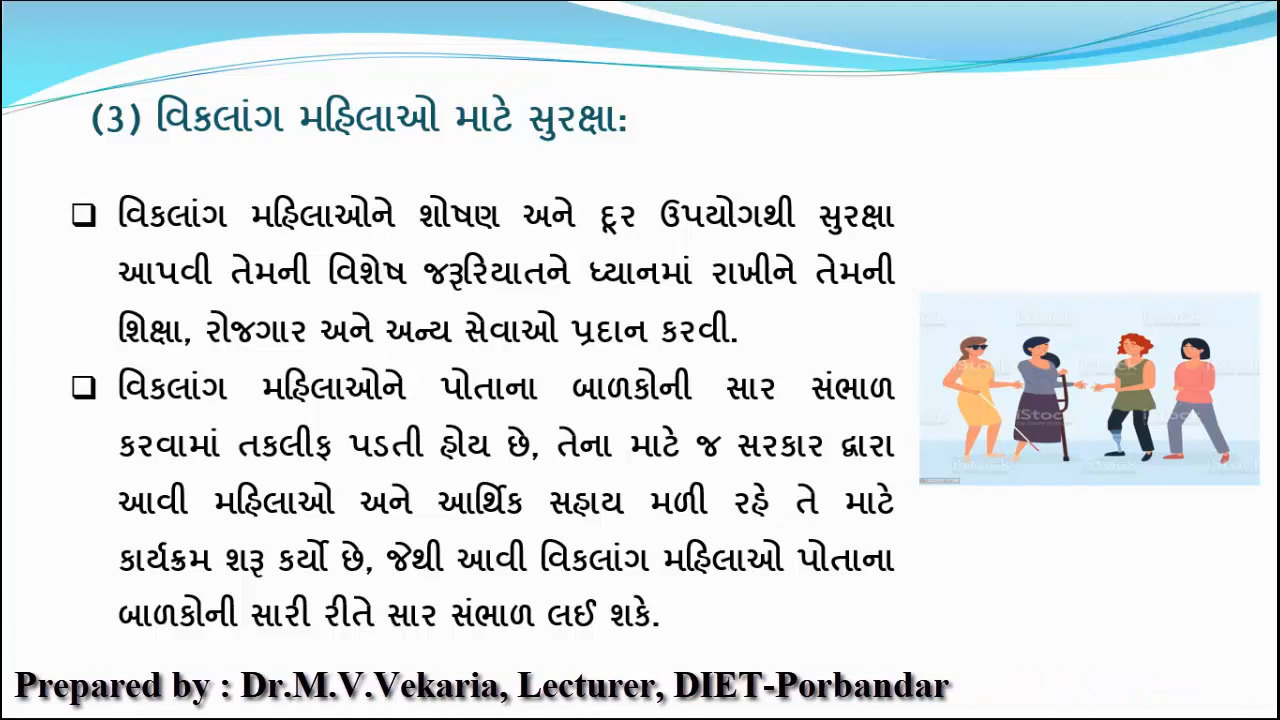 (૩) વિકલાંગ મહિલાઓ માટે સુરક્ષા:
❑ વિકલાંગ મહિલાઓને શોષણ અને દૂર ઉપયોગથી સુરક્ષા
આપવી તેમની વિશેષ જરૂરિયાતને ધ્યાનમાં રાખીને તેમની
શિક્ષા, રોજગાર અને અન્ય સેવાઓ પ્રદાન કરવી.
❑ વિકલાંગ મહિલાઓને પોતાના બાળકોની સાર સંભાળ
કરવામાં તકલીફ પડતી હોય છે, તેના માટે જ સરકાર દ્વારા
આવી મહિલાઓ અને આર્થિક સહાય મળી રહે તે માટે
કાર્યક્રમ શરૂ કર્યો છે, જેથી આવી વિકલાંગ મહિલાઓ પોતાના
બાળકોની સારી રીતે સાર સંભાળ લઈ શકે.
iStock
Prepared by : Dr.M.V.Vekaria, Lecturer, DIET-Porbandar